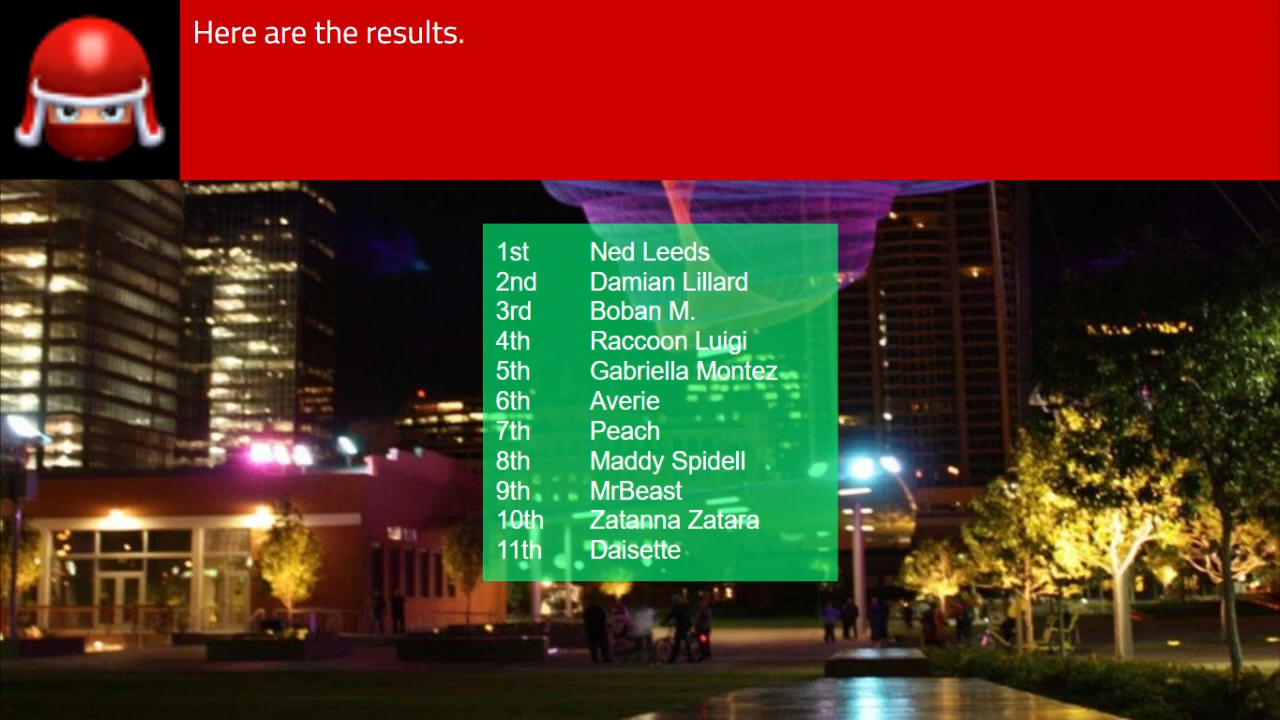 Here are the results.
1st Ned Leeds
2nd Damian Lillard
3rd Boban M.
4th Raccoon Luigi
5th Gabriella Montez
6th Averie
7th Peach
8th Maddy Spidell
9th MrBeast
10th Zatanna Zatara
11th Daisette